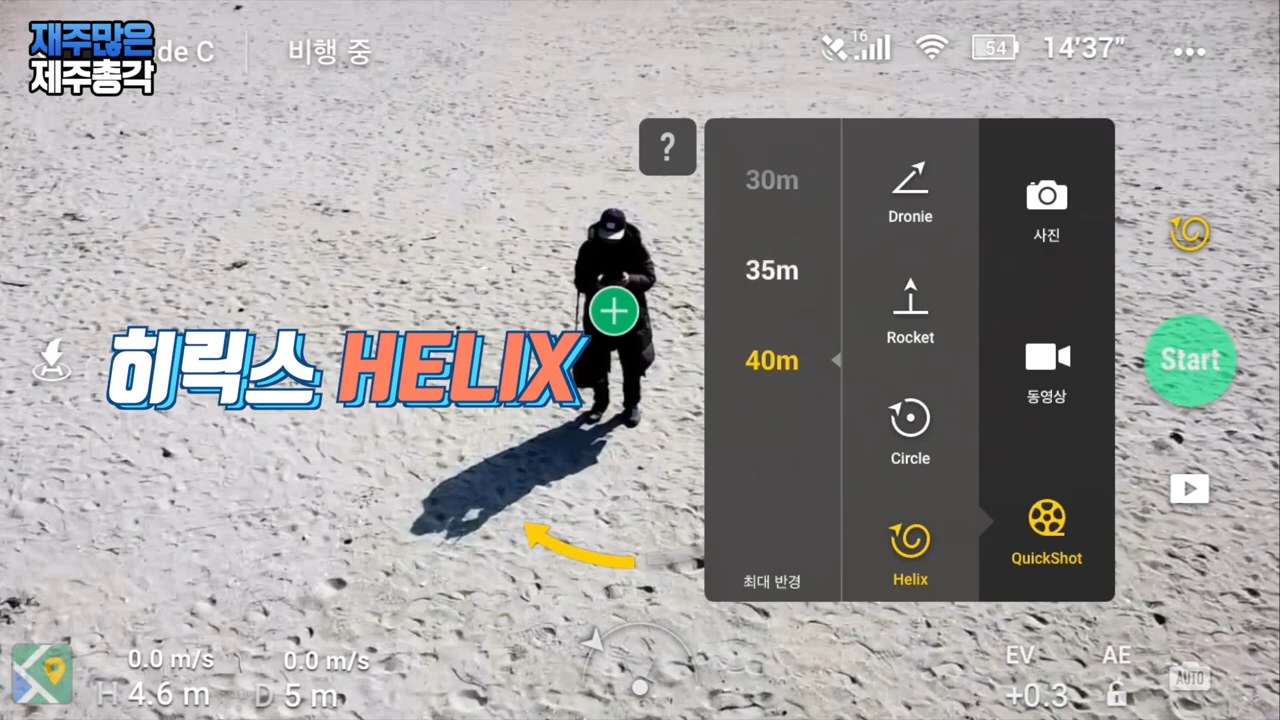 재주많은
제주총각
de C
비행 중
16
54
14'37"
?
30m
35m
40m
최대 반경
Dronie
Rocket
Circle
Helix
사진
동영상
QuickShot
Start
히릭스 HELIX
0.0 m/s
0.0 m/s
H 4.6 m
D 5 m
EV
+0.3
AE
AUTO